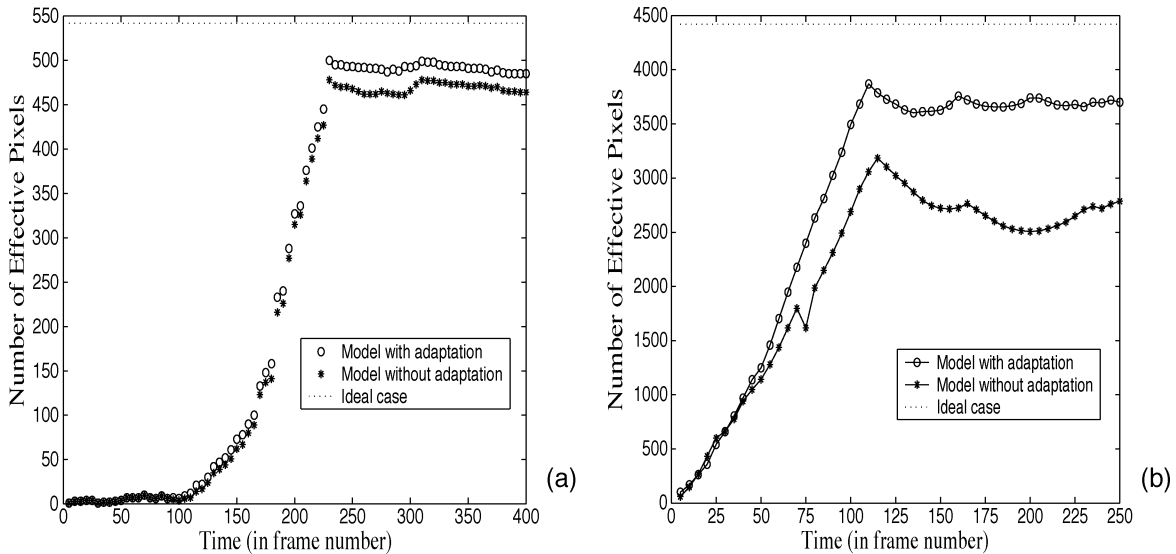 550
500
450
400
350
300
250
200
150
100
50
0
Number of Effective Pixels
Model with adaptation
Model without adaptation
Ideal case
0 50 100 150 200 250 300 350 400
Time (in frame number)
(a)
4500
4000
3500
3000
2500
2000
1500
1000
500
0
Number of Effective Pixels
Model with adaptation
Model without adaptation
Ideal case
0 25 50 75 100 125 150 175 200 225 250
Time (in frame number)
(b)